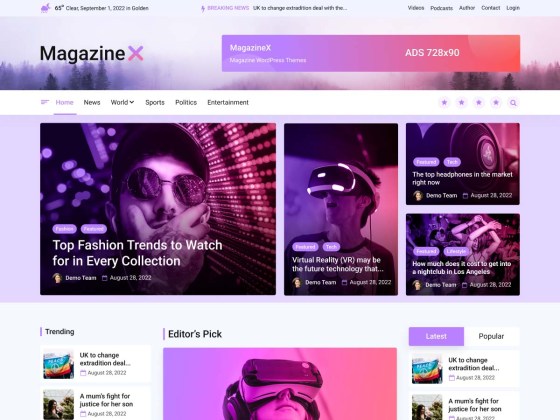 65° Clear, September 1, 2022 in Golden
BREAKING NEWS
UK to change extradition deal with the...
Videos
Podcasts
Author
Contact
Login
MagazineX
MagazineX
Magazine WordPress Themes
ADS 728x90
Home
News
World
Sports
Politics
Entertainment
Fashion
Featured
Top Fashion Trends to Watch
for in Every Collection
Demo Team
August 28, 2022
Featured
Tech
Virtual Reality (VR) may be
the future technology that...
Demo Team
August 28, 2022
Featured
Tech
The top headphones in the market
right now
Demo Team
August 28, 2022
Featured
Lifestyle
How much does it cost to get into
a nightclub in Los Angeles
Demo Team
August 28, 2022
Trending
UK to change
extradition deal...
August 28, 2022
A mum's fight for
justice for her son
August 28, 2022
Editor's Pick
Latest
Popular
UK to change
extradition deal...
August 28, 2022
A mum's fight for
justice for her son
August 28, 2022